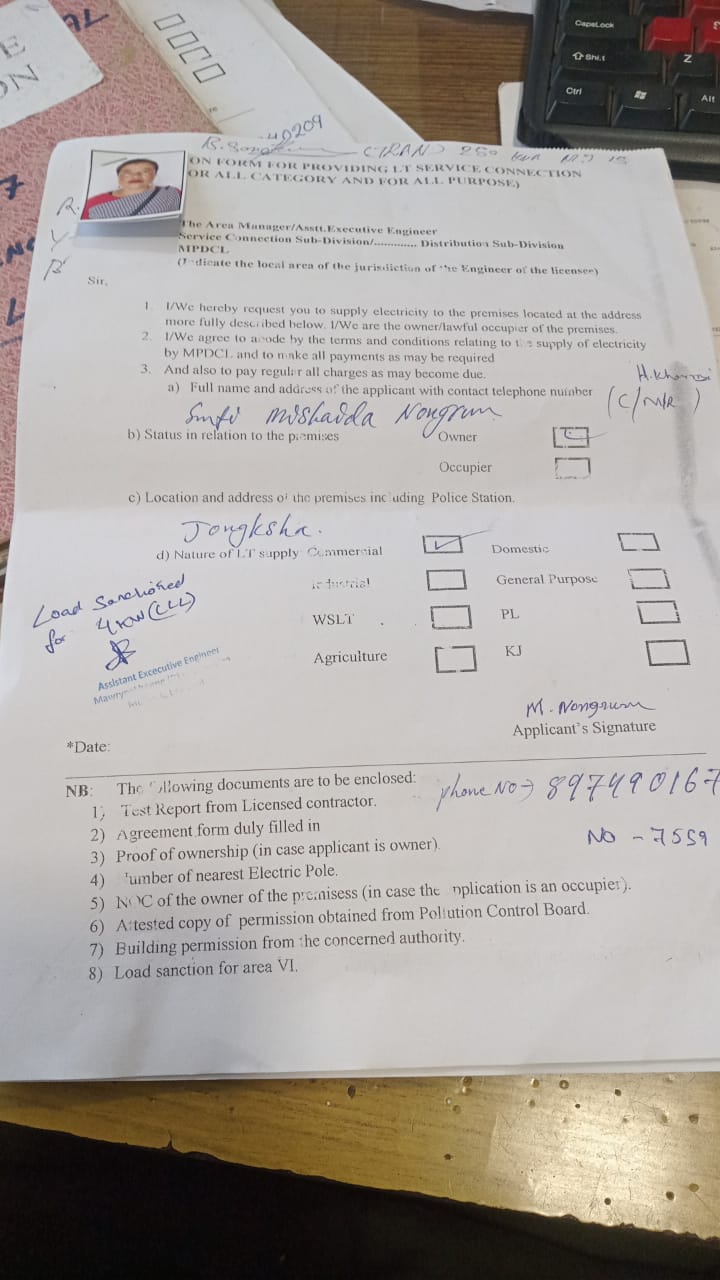 40209
ON FORM FOR PROVIDING LT SERVICE CONNECTION
OR ALL CATEGORY AND FOR ALL PURPOSE)
R.
Y.
B
The Area Manager/Asstt.Executive Engineer
Service Connection Sub-Division/............. Distribution Sub-Division
MPDCL
(Indicate the local area of the jurisdiction of the Engineer of the licensee)
Sir,
1. I/We hereby request you to supply electricity to the premises located at the address
more fully described below. I/We are the owner/lawful occupier of the premises.
2. I/We agree to abode by the terms and conditions relating to the supply of electricity
by MPDCL and to make all payments as may be required
3. And also to pay regular all charges as may become due.
a) Full name and address of the applicant with contact telephone number
Nongrum
b) Status in relation to the premises Owner
Occupier
c) Location and address of the premises including Police Station.
Jongksha.
d) Nature of LT supply Commercial Domestic
Industrial General Purpose
WSLT PL
Agriculture KJ
Load Sanctioned
for 4KW (LLL)
Assistant Excecutive Engineer
M. Nongrum
Applicant's Signature
*Date:
NB: The following documents are to be enclosed:
phone NO→ 897490167
1) Test Report from Licensed contractor.
2) Agreement form duly filled in
NO - 7559
3) Proof of ownership (in case applicant is owner).
4) Number of nearest Electric Pole.
5) NOC of the owner of the premisess (in case the application is an occupier).
6) Attested copy of permission obtained from Pollution Control Board.
7) Building permission from the concerned authority.
8) Load sanction for area VI.
CapsLock
Shift
Z
Ctrl
Alt